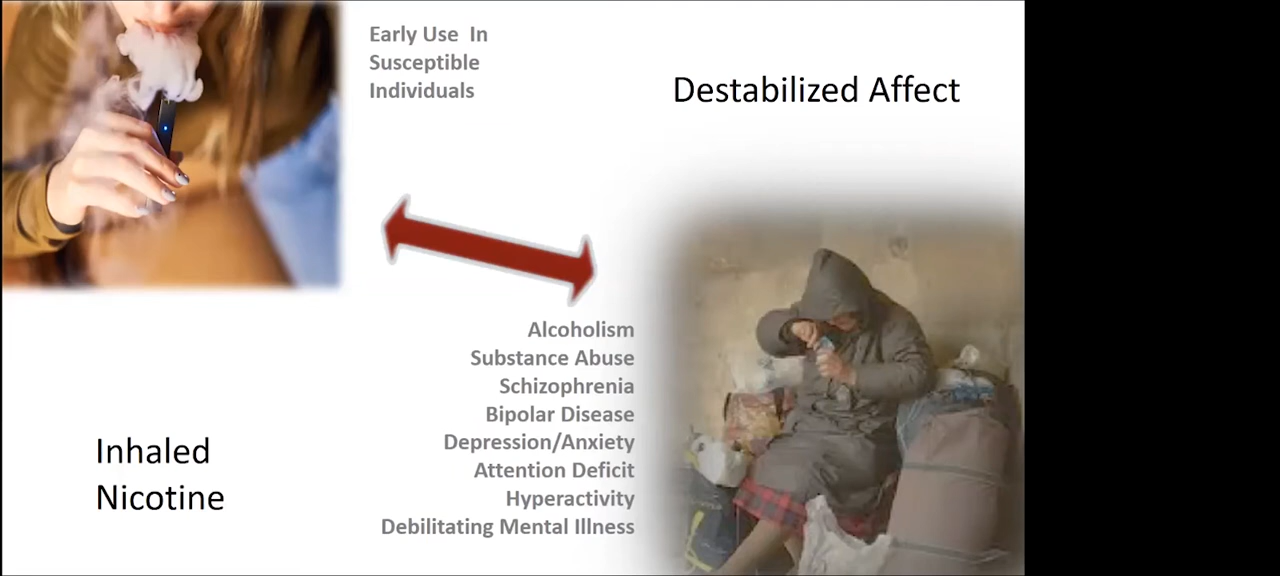 Early Use In
Susceptible
Individuals
Destabilized Affect
Alcoholism
Substance Abuse
Schizophrenia
Bipolar Disease
Depression/Anxiety
Attention Deficit
Hyperactivity
Debilitating Mental Illness
Inhaled
Nicotine